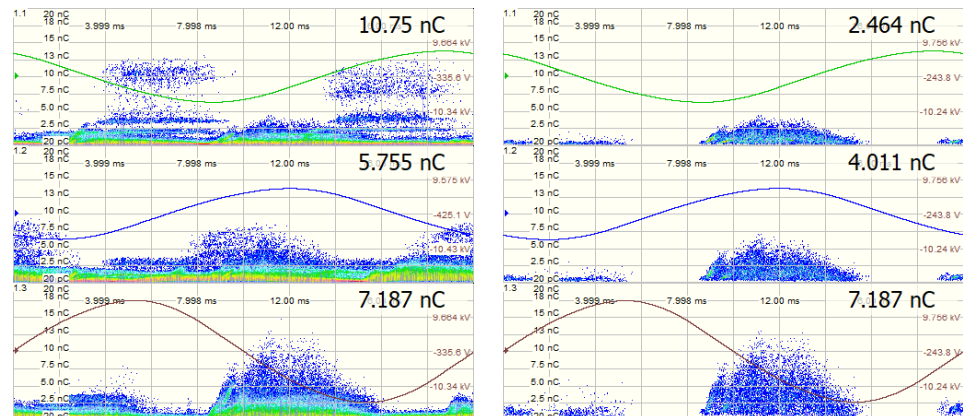 1.1
20 nC
18 nC
15 nC
13 nC
10 nC
7.5 nC
5.0 nC
2.5 nC
20 pC
3.999 ms
7.998 ms
12.00 ms
10.75 nC
9.664 kV
-335.6 V
-10.34 kV
1.2
20 nC
18 nC
15 nC
13 nC
10 nC
7.5 nC
5.0 nC
2.5 nC
20 pC
3.999 ms
7.998 ms
12.00 ms
5.755 nC
9.575 kV
-425.1 V
-10.43 kV
1.3
20 nC
18 nC
15 nC
13 nC
10 nC
7.5 nC
5.0 nC
2.5 nC
20 pC
3.999 ms
7.998 ms
12.00 ms
7.187 nC
9.664 kV
-335.6 V
-10.34 kV
1.1
20 nC
18 nC
15 nC
13 nC
10 nC
7.5 nC
5.0 nC
2.5 nC
20 pC
3.999 ms
7.998 ms
12.00 ms
2.464 nC
9.756 kV
-243.8 V
-10.24 kV
1.2
20 nC
18 nC
15 nC
13 nC
10 nC
7.5 nC
5.0 nC
2.5 nC
20 pC
3.999 ms
7.998 ms
12.00 ms
4.011 nC
9.756 kV
-243.8 V
-10.24 kV
1.3
20 nC
18 nC
15 nC
13 nC
10 nC
7.5 nC
5.0 nC
2.5 nC
20 pC
3.999 ms
7.998 ms
12.00 ms
7.187 nC
9.756 kV
-243.8 V
-10.24 kV